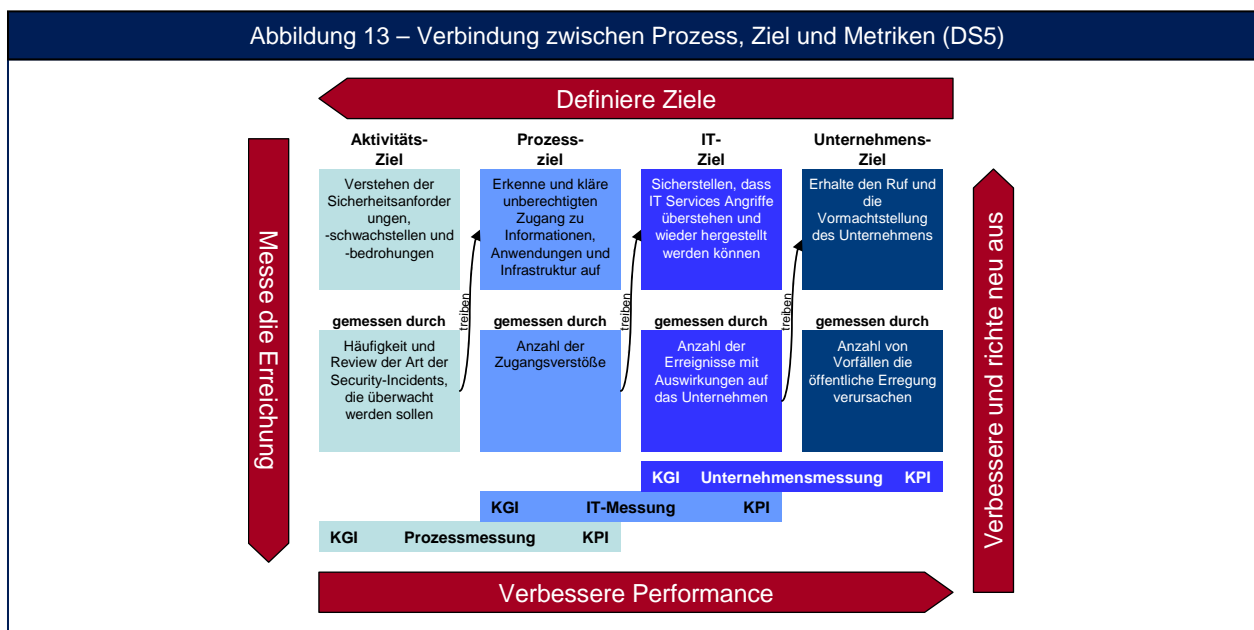 Abbildung 13 – Verbindung zwischen Prozess, Ziel und Metriken (DS5)
Definiere Ziele
Messe die Erreichung
Aktivitäts-
Ziel
Verstehen der
Sicherheitsanforder
ungen,
-schwachstellen und
-bedrohungen
gemessen durch
Häufigkeit und
Review der Art der
Security-Incidents,
die überwacht
werden sollen
treiben
Prozess-
ziel
Erkenne und kläre
unberechtigten
Zugang zu
Informationen,
Anwendungen und
Infrastruktur auf
gemessen durch
Anzahl der
Zugangsverstöße
treiben
IT-
Ziel
Sicherstellen, dass
IT Services Angriffe
überstehen und
wieder hergestellt
werden können
gemessen durch
Anzahl der
Erreignisse mit
Auswirkungen auf
das Unternehmen
treiben
Unternehmens-
Ziel
Erhalte den Ruf und
die
Vormachtstellung
des Unternehmens
gemessen durch
Anzahl von
Vorfällen die
öffentliche Erregung
verursachen
Verbessere und richte neu aus
KGI Unternehmensmessung KPI
KGI IT-Messung KPI
KGI Prozessmessung KPI
Verbessere Performance